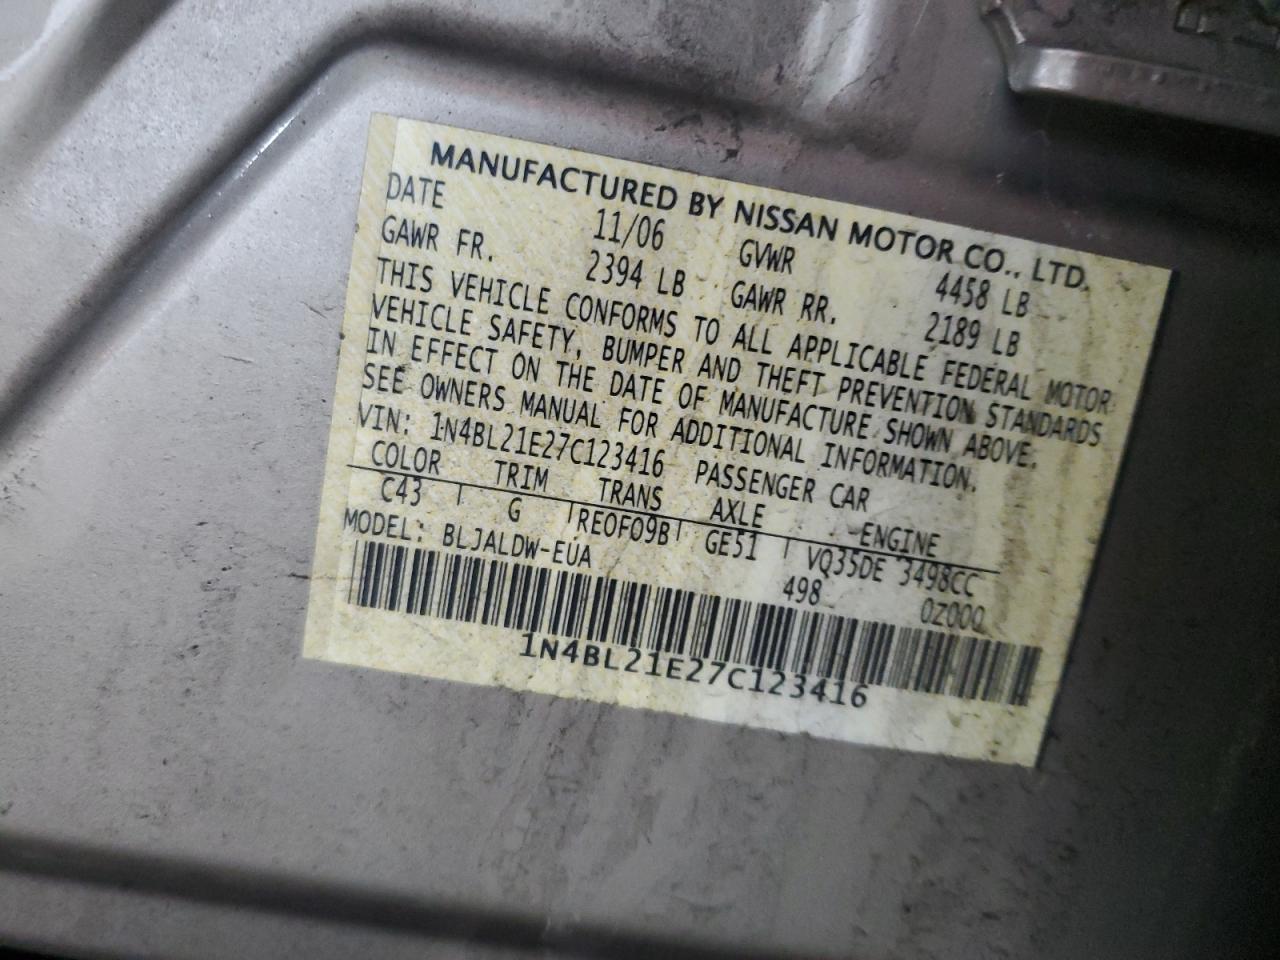 MANUFACTURED BY NISSAN MOTOR CO., LTD.
DATE 11/06 GVWR 4458 LB
GAWR FR. 2394 LB GAWR RR. 2189 LB
THIS VEHICLE CONFORMS TO ALL APPLICABLE FEDERAL MOTOR
VEHICLE SAFETY, BUMPER AND THEFT PREVENTION STANDARDS
IN EFFECT ON THE DATE OF MANUFACTURE SHOWN ABOVE.
SEE OWNERS MANUAL FOR ADDITIONAL INFORMATION.
VIN: 1N4BL21E27C123416 PASSENGER CAR
COLOR TRIM TRANS AXLE ENGINE
C43 G RE0F09B GE51 VQ35DE 3498CC
MODEL: BLJALDW-EUA 498 0Z000
1N4BL21E27C123416